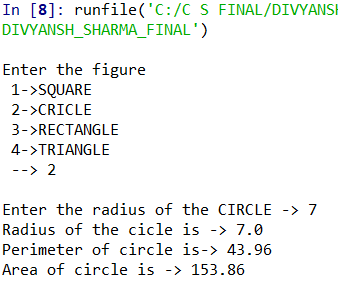 In [8]: runfile('C:/C S FINAL/DIVYANSH
DIVYANSH_SHARMA_FINAL')
Enter the figure
1->SQUARE
2->CRICLE
3->RECTANGLE
4->TRIANGLE
--> 2
Enter the radius of the CIRCLE -> 7
Radius of the cicle is -> 7.0
Perimeter of circle is-> 43.96
Area of circle is -> 153.86